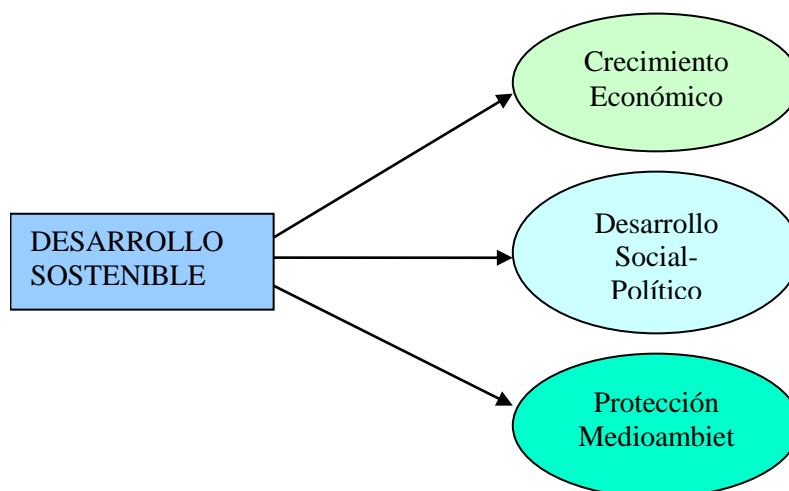 Crecimiento
Económico
DESARROLLO
SOSTENIBLE
Desarrollo
Social-
Político
Protección
Medioambiet